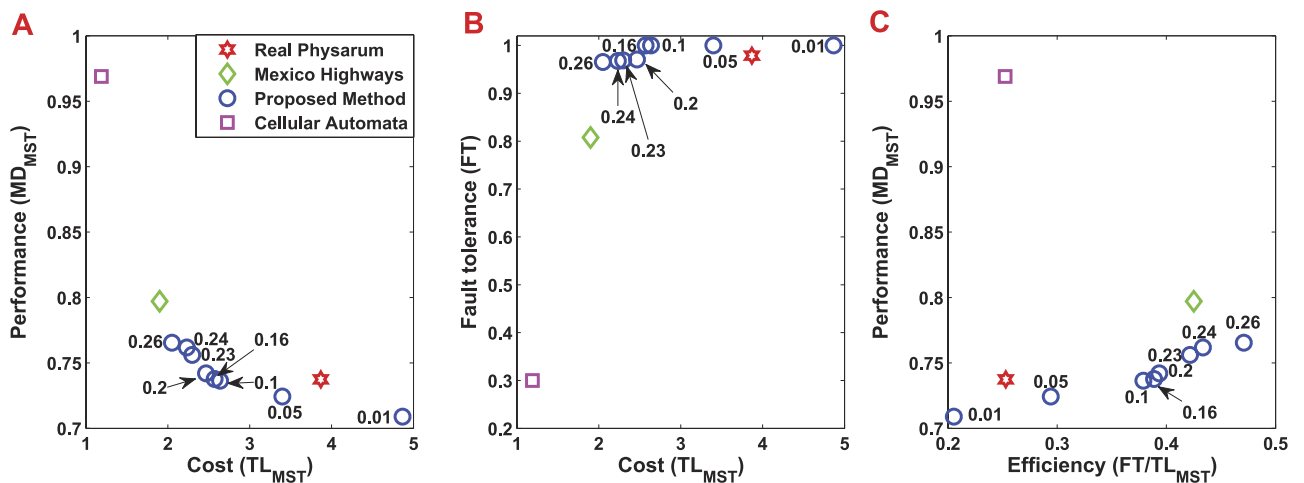 A
Performance (MD_MST)
1
0.95
0.9
0.85
0.8
0.75
0.7
Real Physarum
Mexico Highways
Proposed Method
Cellular Automata
0.26
0.24
0.23
0.16
0.2
0.1
0.05
0.01
1 2 3 4 5
Cost (TL_MST)
B
Fault tolerance (FT)
1
0.9
0.8
0.7
0.6
0.5
0.4
0.3
0.2
0.16
0.1
0.01
0.26
0.05
0.2
0.24
0.23
1 2 3 4 5
Cost (TL_MST)
C
Performance (MD_MST)
1
0.95
0.9
0.85
0.8
0.75
0.7
0.26
0.24
0.23
0.2
0.05
0.1
0.16
0.01
0.2 0.3 0.4 0.5
Efficiency (FT/TL_MST)